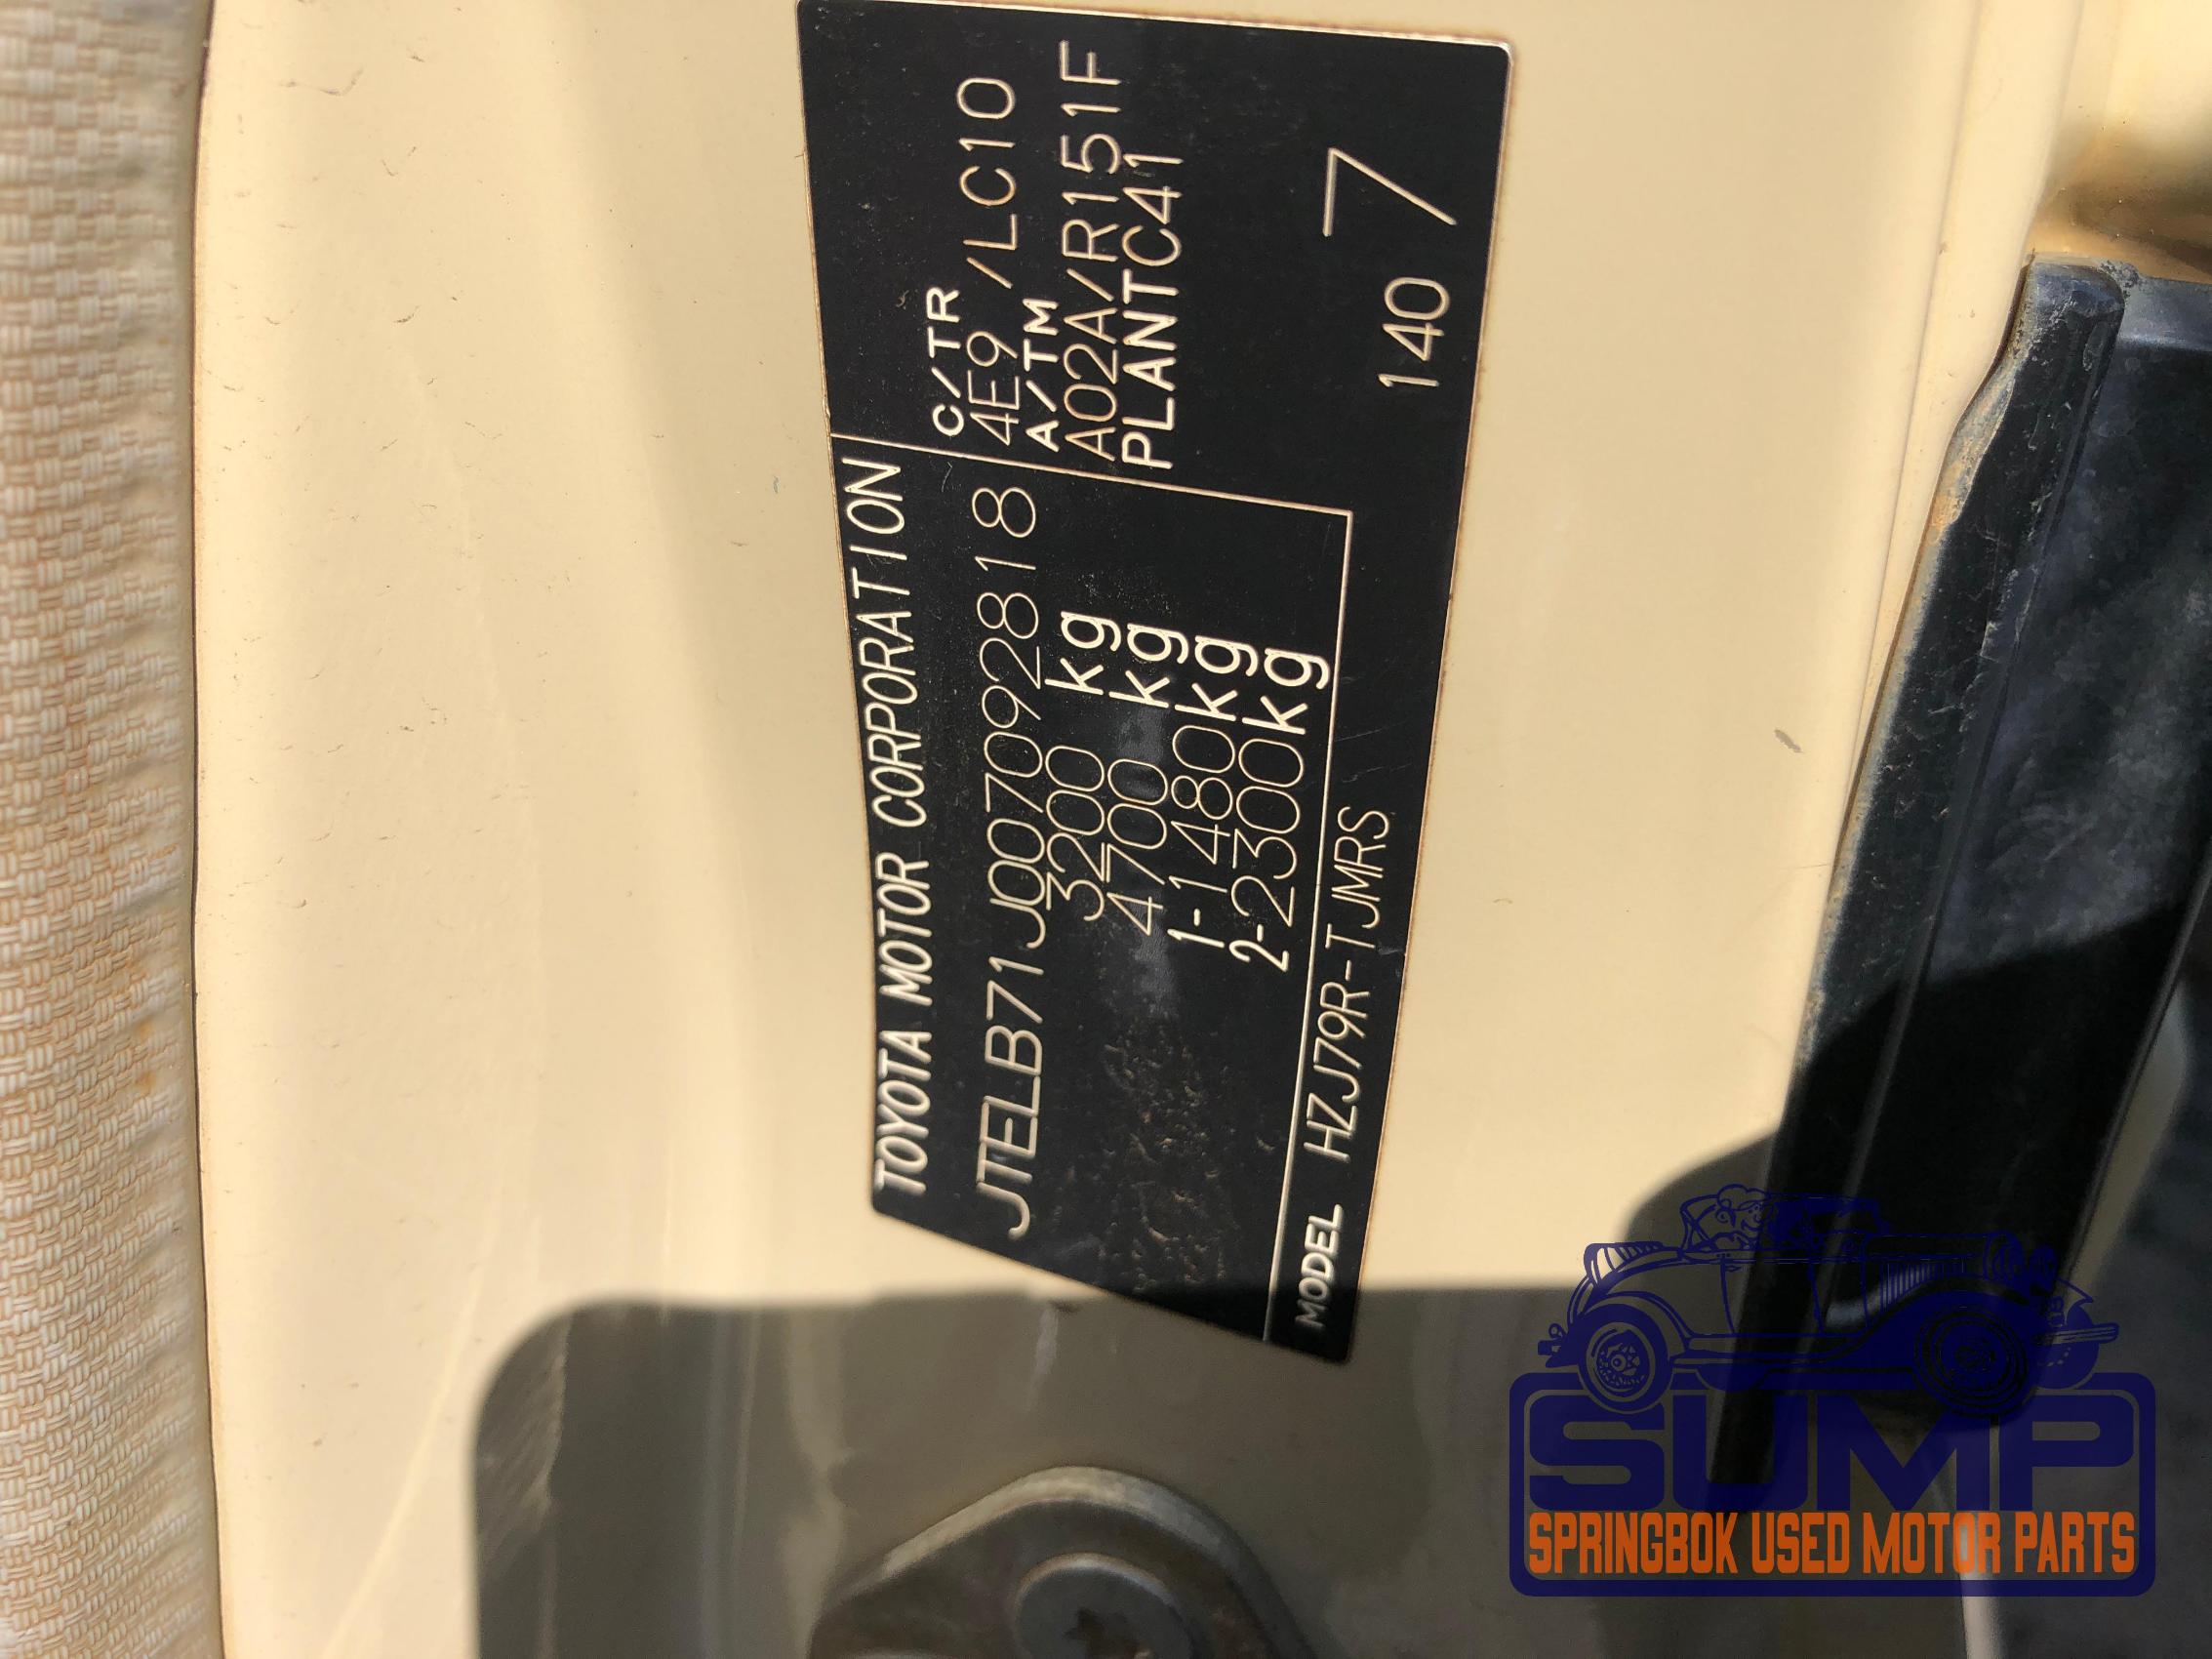 TOYOTA MOTOR CORPORATION
JTELB71J007092818
3200 kg
4700 kg
1-1480kg
2-2300kg
C/TR
4E9 /LC10
A/TM
A02A/R151F
PLANTC41
MODEL HZJ79R-TJMRS
140 7
SUMP
SPRINGBOK USED MOTOR PARTS